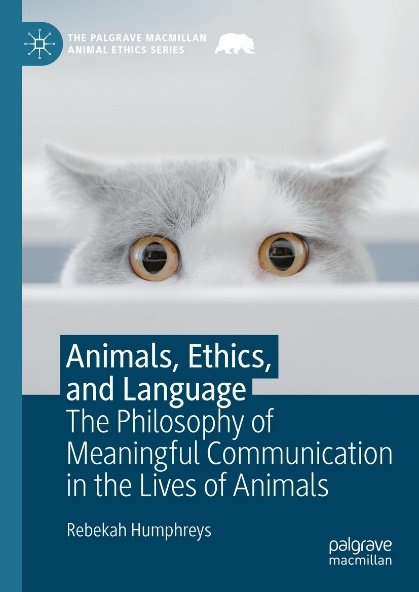 THE PALGRAVE MACMILLAN
ANIMAL ETHICS SERIES
Animals, Ethics,
and Language
The Philosophy of
Meaningful Communication
in the Lives of Animals
Rebekah Humphreys
palgrave
macmillan